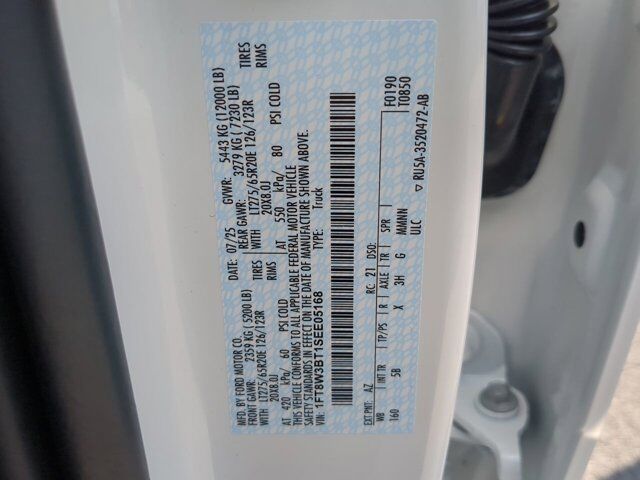 MFD. BY FORD MOTOR CO.
DATE: 07/25 GVWR: 5443 KG (12000 LB)
FRONT GAWR: 2359 KG (5200 LB) REAR GAWR: 3279 KG (7230 LB)
LT275/65R20E 126/123R TIRES WITH LT275/65R20E 126/123R TIRES
20X8.0J RIMS 20X8.0J RIMS
AT 420 kPa/ 60 PSI COLD AT 550 kPa/ 80 PSI COLD
THIS VEHICLE CONFORMS TO ALL APPLICABLE FEDERAL MOTOR VEHICLE
SAFETY STANDARDS IN EFFECT ON THE DATE OF MANUFACTURE SHOWN ABOVE.
VIN: 1FT8W3BT1SEE05168 TYPE: Truck
F0190
T0850
EXT PNT: AZ RC: 21 DSO:
WB INT TR TP/PS R AXLE TR SPR
160 5B X 3H G MMNN
ULC ▽ RU5A-3520472-AB